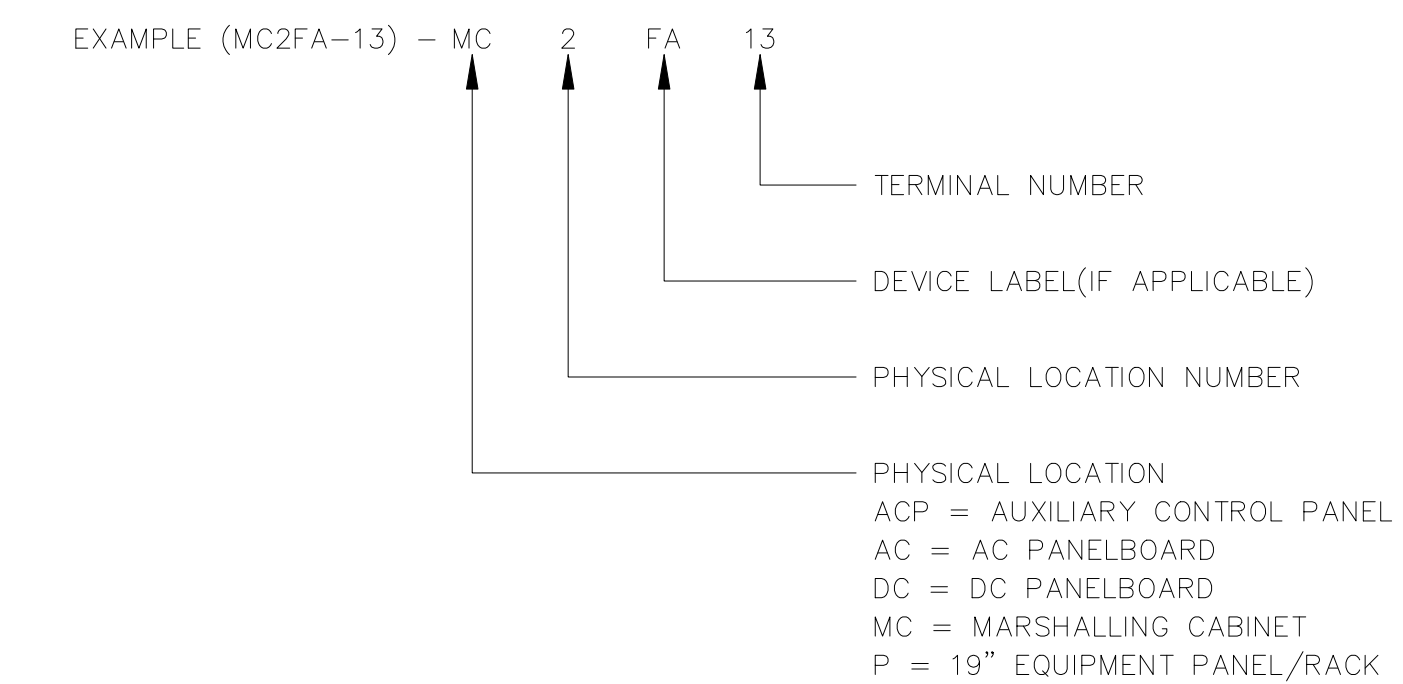 EXAMPLE (MC2FA-13) - MC 2 FA 13
TERMINAL NUMBER
DEVICE LABEL(IF APPLICABLE)
PHYSICAL LOCATION NUMBER
PHYSICAL LOCATION
ACP = AUXILIARY CONTROL PANEL
AC = AC PANELBOARD
DC = DC PANELBOARD
MC = MARSHALLING CABINET
P = 19” EQUIPMENT PANEL/RACK